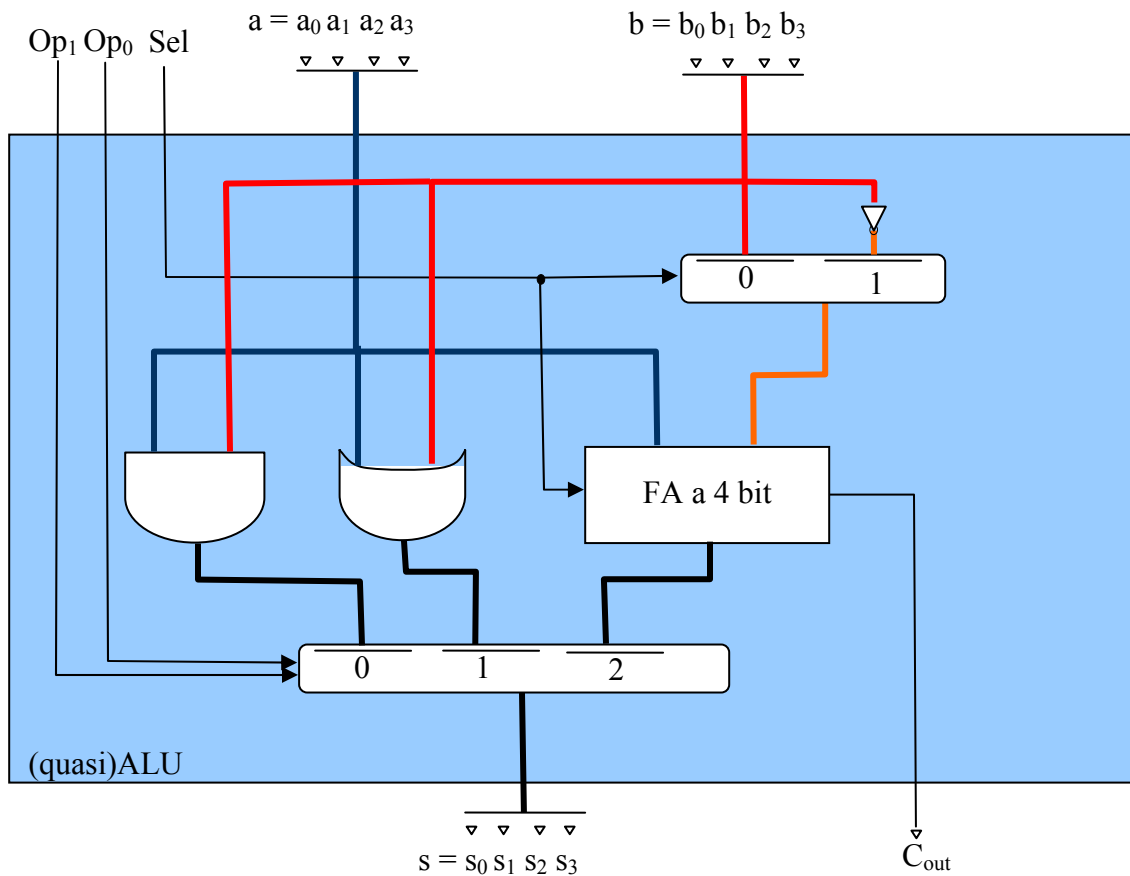 Op₁ Op₀ Sel
a = a₀ a₁ a₂ a₃
b = b₀ b₁ b₂ b₃
0
1
FA a 4 bit
0
1
2
(quasi)ALU
s = s₀ s₁ s₂ s₃
Cₒᵤₜ